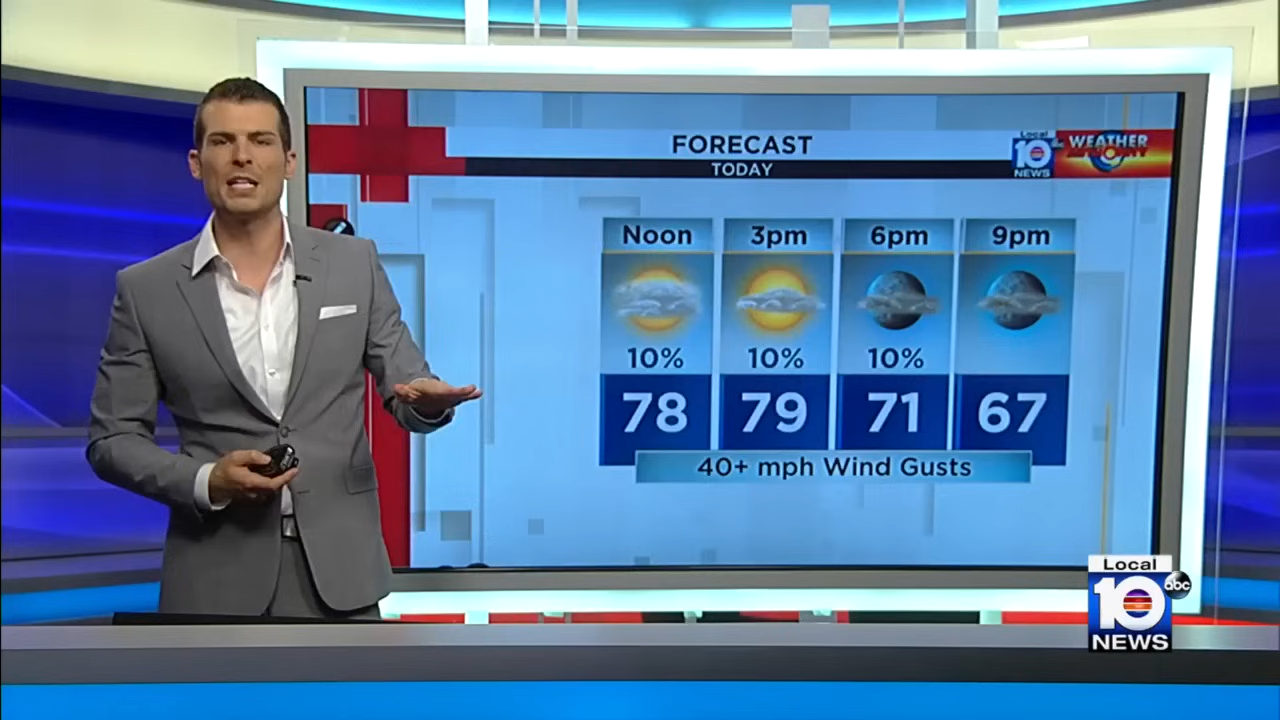 FORECAST
TODAY
Local
10
NEWS
WEATHER
Noon
3pm
6pm
9pm
10%
10%
10%
78
79
71
67
40+ mph Wind Gusts
Local
10
abc
NEWS